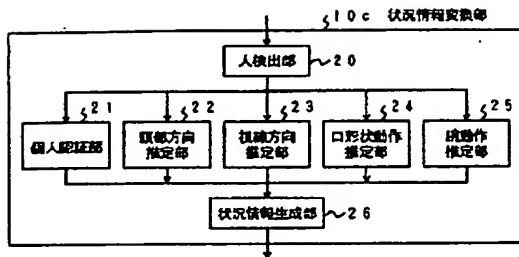 10c 状況情報変換部
人検出部
20
21
22
23
24
25
個人認証部
頭部方向
推定部
視線方向
推定部
口形状動作
推定部
腕動作
推定部
状況情報生成部
26